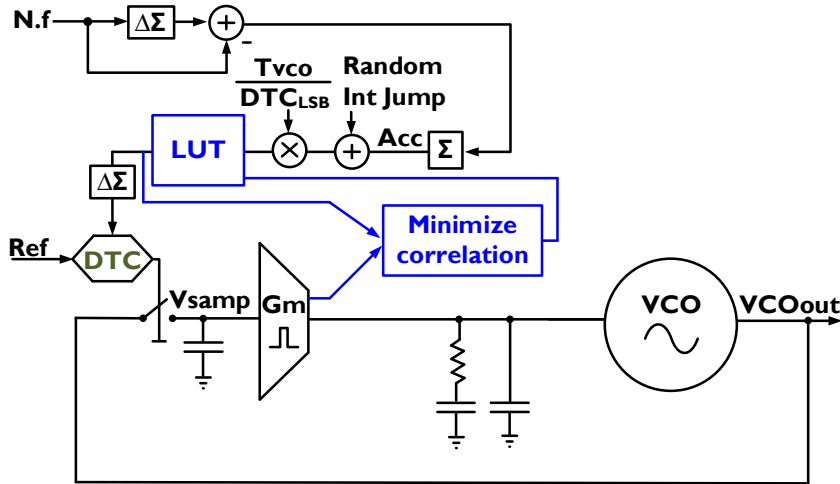 N.f
ΔΣ
+
-
Tvco
DTCLSB
Random
Int Jump
LUT
×
+
Acc
Σ
ΔΣ
Minimize
correlation
Ref
DTC
Vsamp
Gm
VCO
VCOout